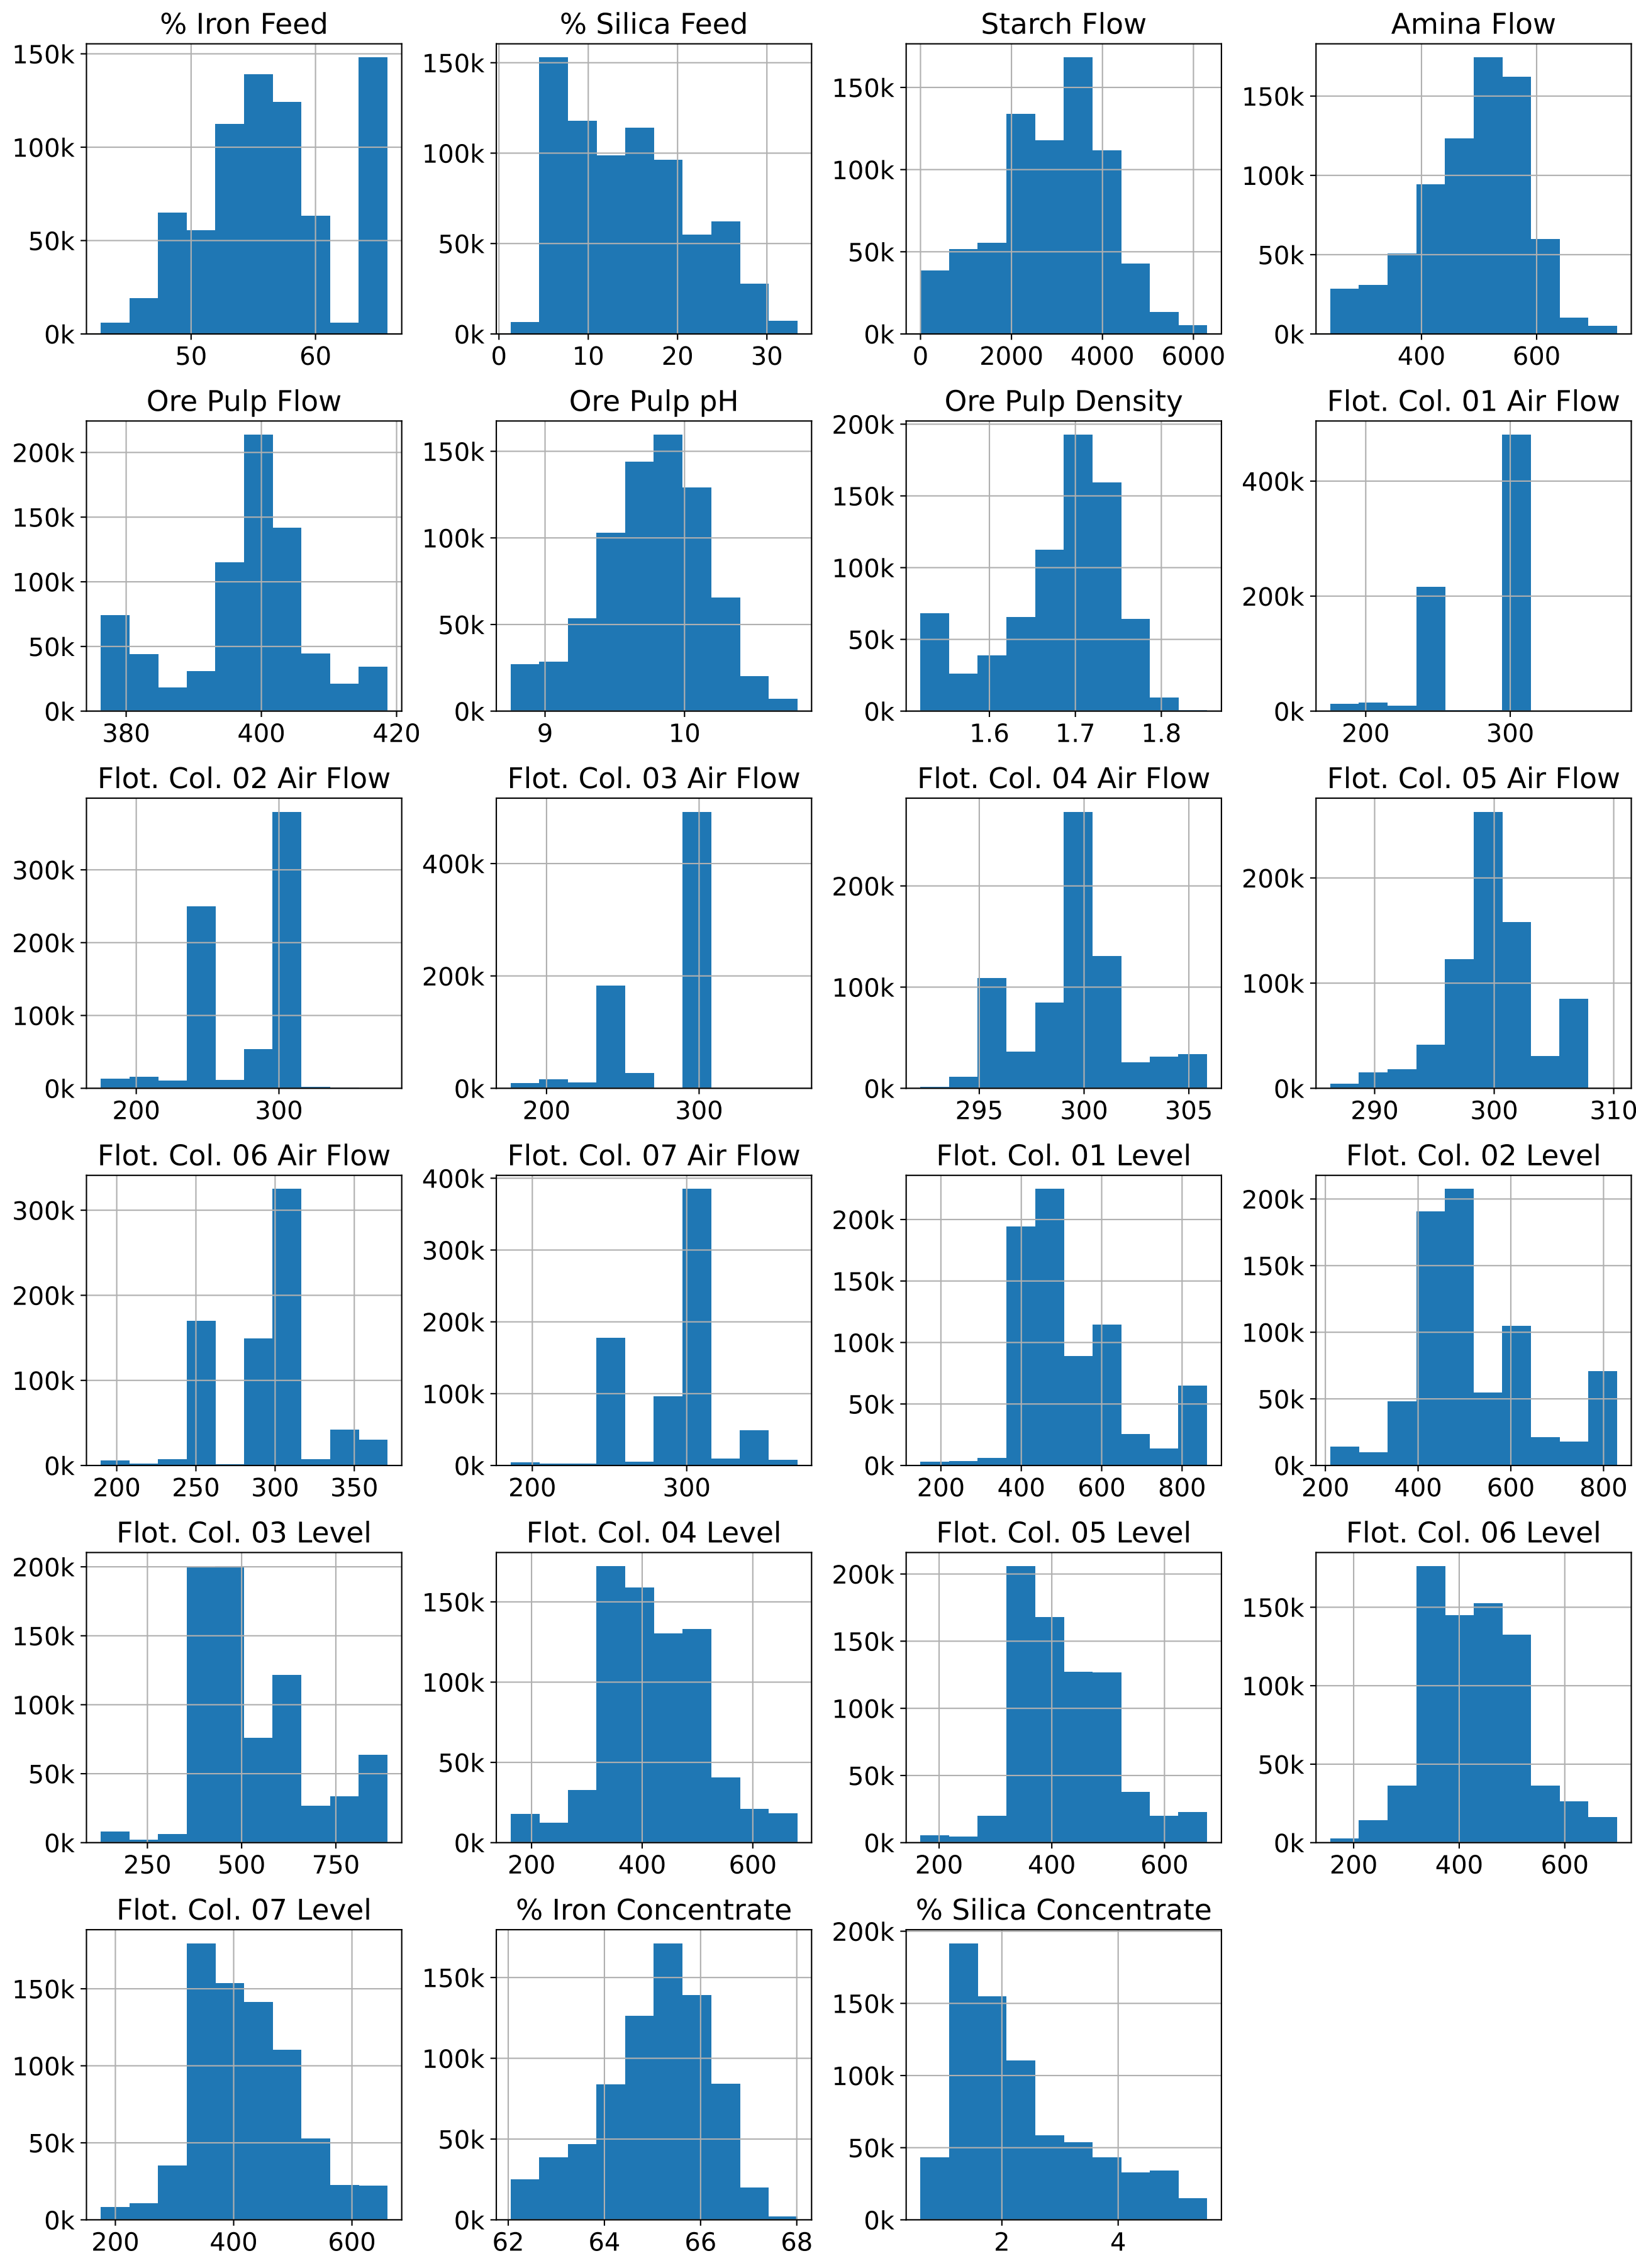 % Iron Feed
% Silica Feed
Starch Flow
Amina Flow
150k
100k
50k
0k
50
60
150k
100k
50k
0k
0
10
20
30
150k
100k
50k
0k
0
2000
4000
6000
150k
100k
50k
0k
400
600
Ore Pulp Flow
Ore Pulp pH
Ore Pulp Density
Flot. Col. 01 Air Flow
200k
150k
100k
50k
0k
380
400
420
150k
100k
50k
0k
9
10
200k
150k
100k
50k
0k
1.6
1.7
1.8
400k
200k
0k
200
300
Flot. Col. 02 Air Flow
Flot. Col. 03 Air Flow
Flot. Col. 04 Air Flow
Flot. Col. 05 Air Flow
300k
200k
100k
0k
200
300
400k
200k
0k
200
300
200k
100k
0k
295
300
305
200k
100k
0k
290
300
310
Flot. Col. 06 Air Flow
Flot. Col. 07 Air Flow
Flot. Col. 01 Level
Flot. Col. 02 Level
300k
200k
100k
0k
200
250
300
350
400k
300k
200k
100k
0k
200
300
200k
150k
100k
50k
0k
200
400
600
800
200k
150k
100k
50k
0k
200
400
600
800
Flot. Col. 03 Level
Flot. Col. 04 Level
Flot. Col. 05 Level
Flot. Col. 06 Level
200k
150k
100k
50k
0k
250
500
750
150k
100k
50k
0k
200
400
600
200k
150k
100k
50k
0k
200
400
600
150k
100k
50k
0k
200
400
600
Flot. Col. 07 Level
% Iron Concentrate
% Silica Concentrate
150k
100k
50k
0k
200
400
600
150k
100k
50k
0k
62
64
66
68
200k
150k
100k
50k
0k
2
4